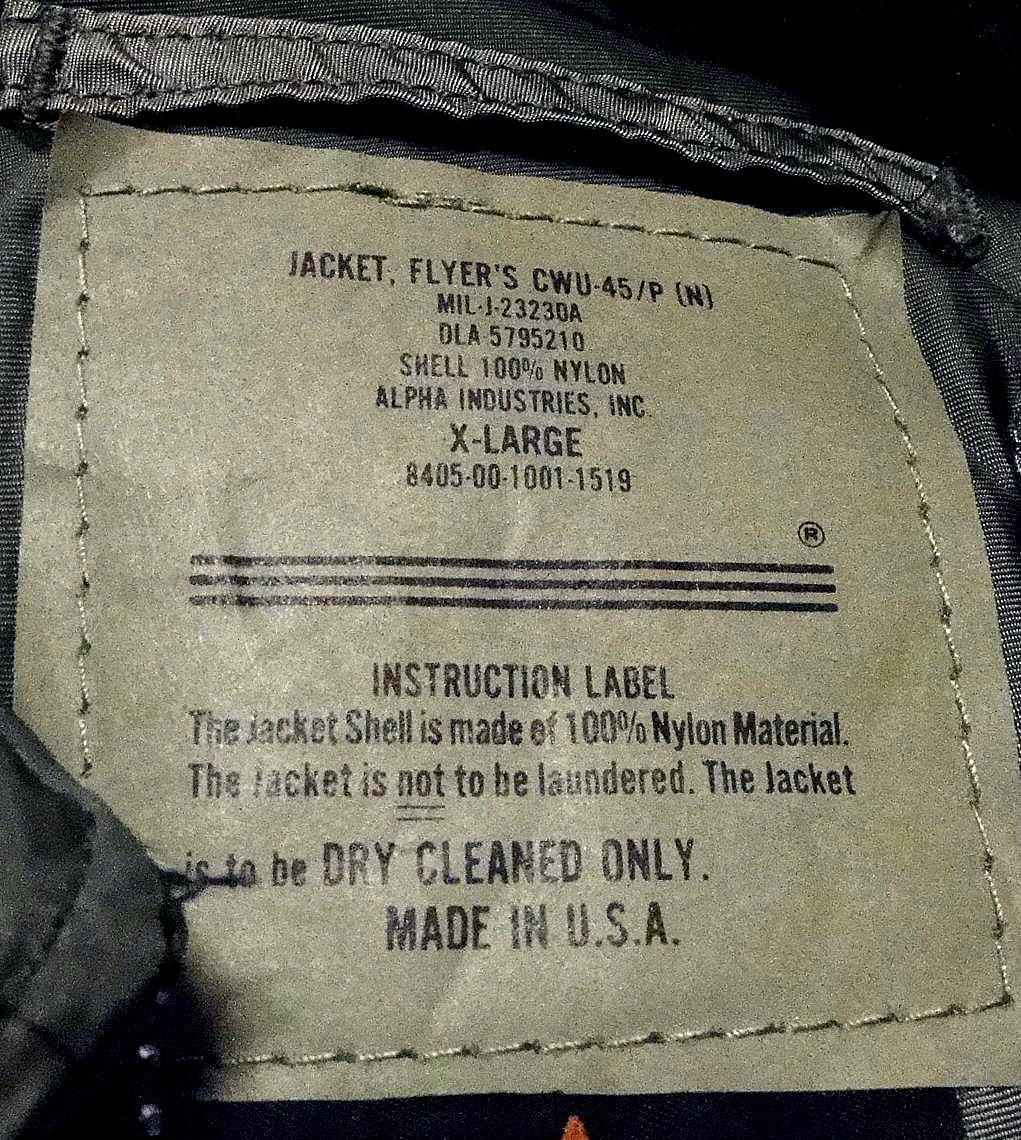 JACKET, FLYER'S CWU-45/P (N)
MIL-J-23230A
DLA-5795210
SHELL 100% NYLON
ALPHA INDUSTRIES, INC.
X-LARGE
8405-00-1001-1519
®
INSTRUCTION LABEL
The Jacket Shell is made of 100% Nylon Material.
The Jacket is not to be laundered. The Jacket
is to be DRY CLEANED ONLY.
MADE IN U.S.A.